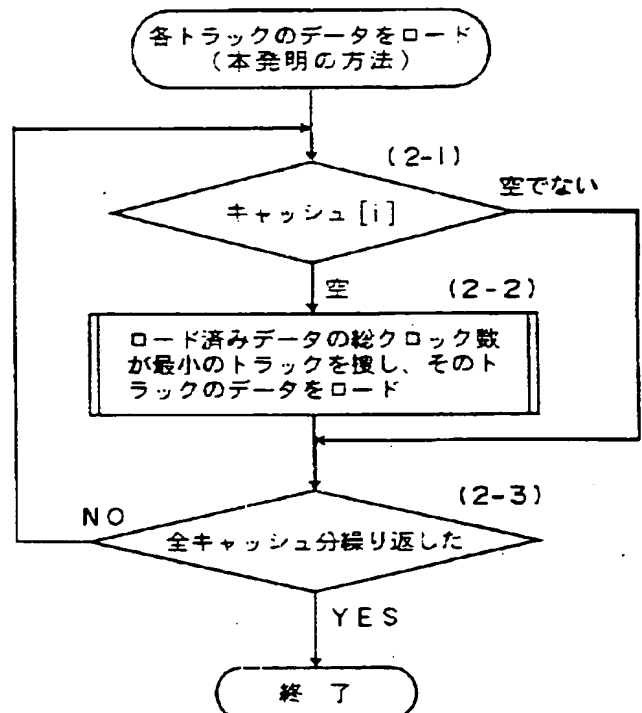 各トラックのデータをロード
(本発明の方法)
(2-1)
キャッシュ[i]
空でない
空
(2-2)
ロード済みデータの総クロック数
が最小のトラックを捜し、そのト
ラックのデータをロード
(2-3)
NO
全キャッシュ分繰り返した
YES
終 了